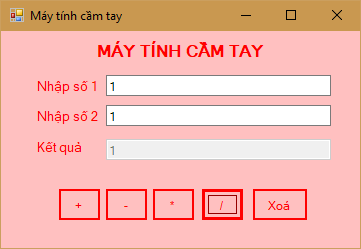 Máy tính cầm tay
MÁY TÍNH CẦM TAY
Nhập số 1 1
Nhập số 2 1
Kết quả 1
+ - * / Xoá